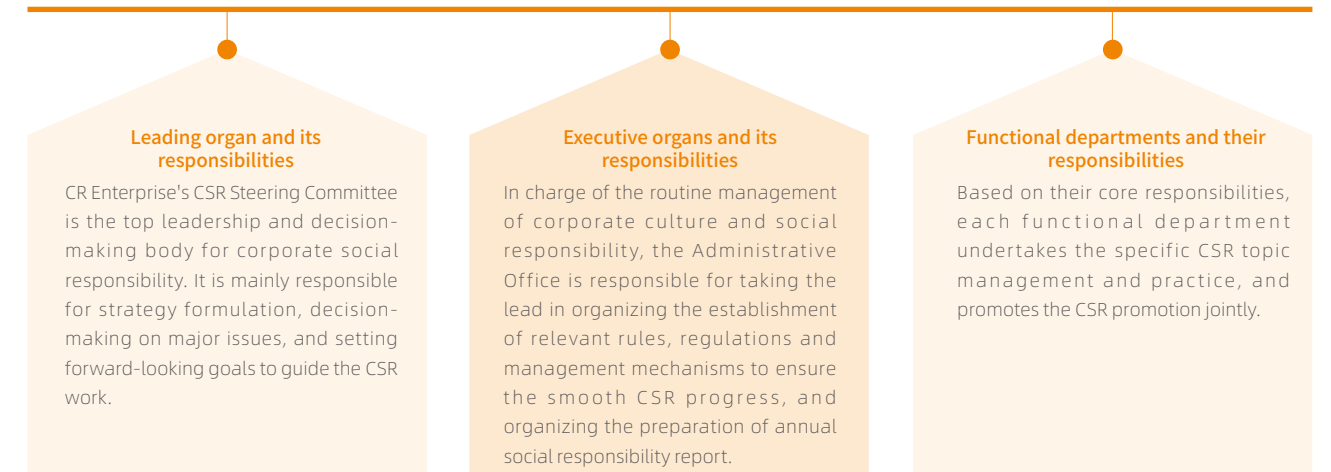 Leading organ and its
responsibilities
CR Enterprise's CSR Steering Committee
is the top leadership and decision-
making body for corporate social
responsibility. It is mainly responsible
for strategy formulation, decision-
making on major issues, and setting
forward-looking goals to guide the CSR
work.
Executive organs and its
responsibilities
In charge of the routine management
of corporate culture and social
responsibility, the Administrative
Office is responsible for taking the
lead in organizing the establishment
of relevant rules, regulations and
management mechanisms to ensure
the smooth CSR progress, and
organizing the preparation of annual
social responsibility report.
Functional departments and their
responsibilities
Based on their core responsibilities,
each functional department
undertakes the specific CSR topic
management and practice, and
promotes the CSR promotion jointly.